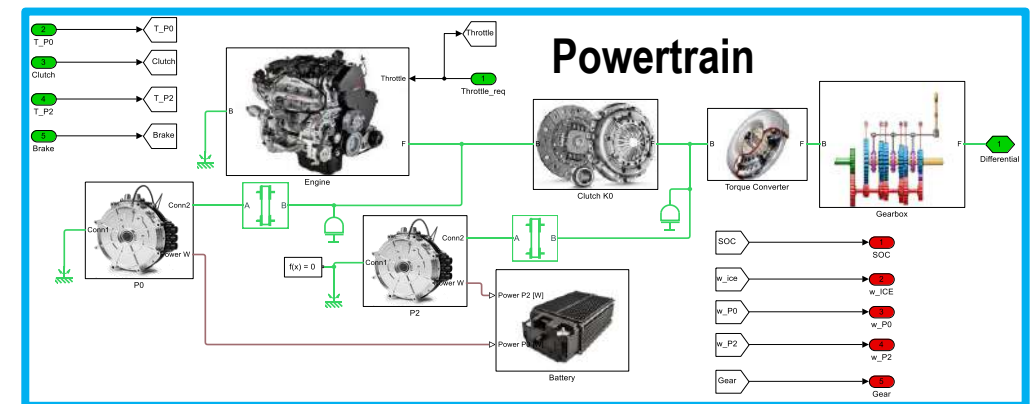 Powertrain
2
T_P0
T_P0
3
Clutch
Clutch
4
T_P2
T_P2
5
Brake
Brake
Throttle
Throttle
1
Throttle_req
B
F
Engine
B
F
Clutch K0
B
F
Torque Converter
B
F
Gearbox
1
Differential
Conn2
Conn1
Power W
P0
A
B
f(x) = 0
Conn2
Conn1
Power W
P2
A
B
Power P2 [W]
Power P0
Battery
SOC
1
SOC
w_ice
2
w_ICE
w_P0
3
w_P0
w_P2
4
w_P2
Gear
5
Gear